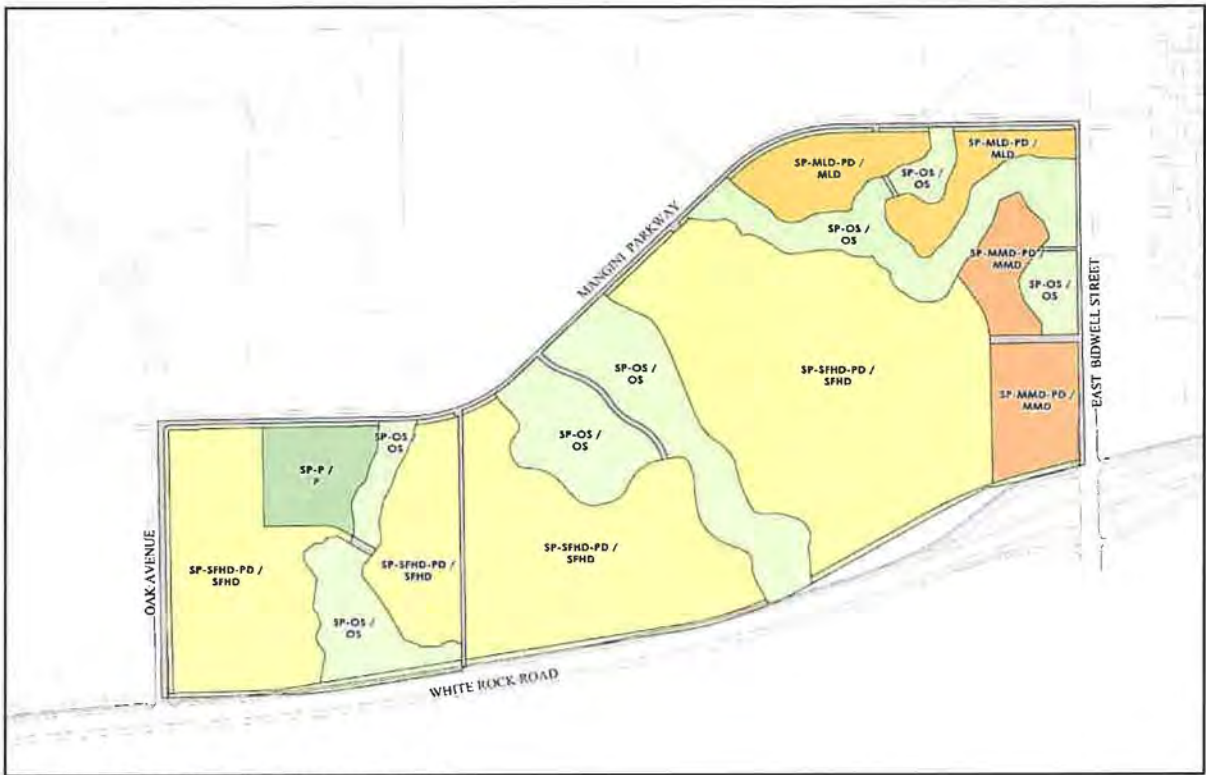 SP-MLD-PD /
MLD
SP-MLD-PD /
MLD
SP-OS /
OS
SP-OS /
OS
MANGINI PARKWAY
SP-MMD-PD /
MMD
SP-OS /
OS
EAST BIDWELL STREET
SP-OS /
OS
SP-SFHD-PD /
SFHD
SP-MMD-PD /
MMD
SP-OS /
OS
SP-OS /
OS
SP-P /
P
OAK AVENUE
SP-SFHD-PD /
SFHD
SP-SFHD-PD /
SFHD
SP-SFHD-PD /
SFHD
SP-OS /
OS
WHITE ROCK ROAD